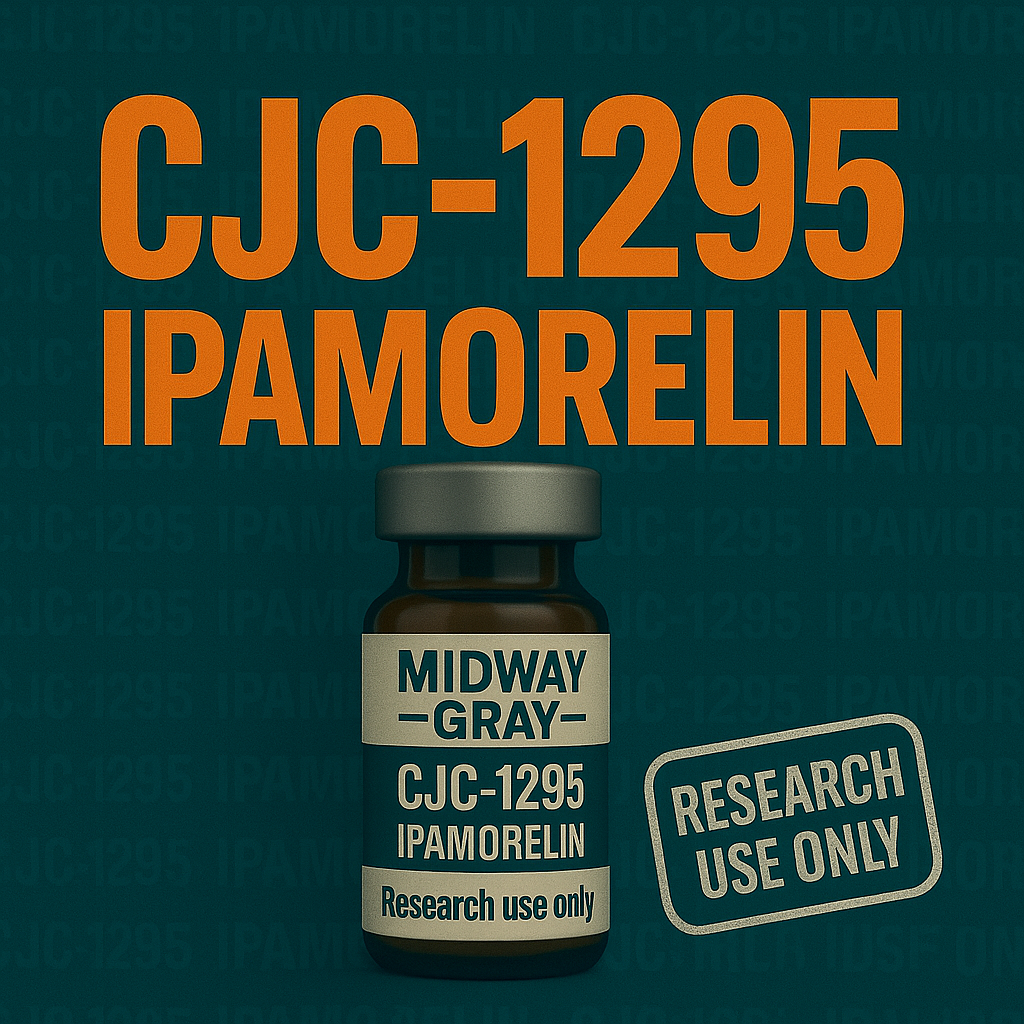 CJC-1295
IPAMORELIN
MIDWAY
–GRAY–
CJC-1295
IPAMORELIN
Research use only
RESEARCH
USE ONLY